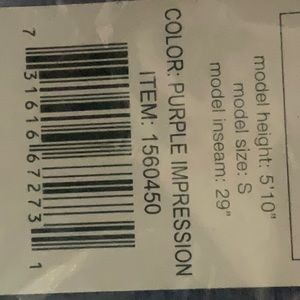 model height: 5'10"
model size: S
model inseam: 29"
COLOR: PURPLE IMPRESSION
ITEM: 1560450
7 31616 67273 1